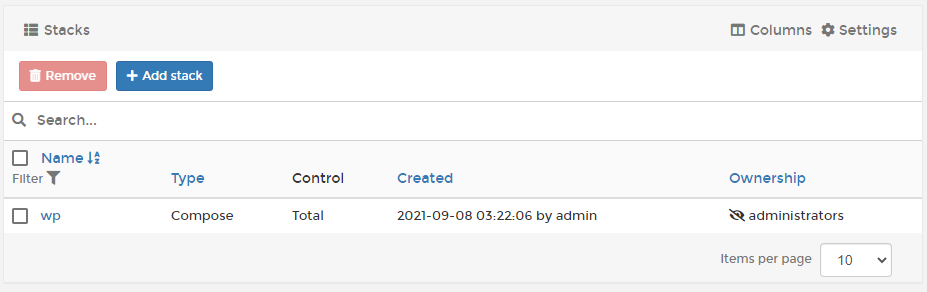 Stacks Columns Settings
Remove + Add stack
Search...
Name
Filter Type Control Created Ownership
wp Compose Total 2021-09-08 03:22:06 by admin administrators
Items per page 10